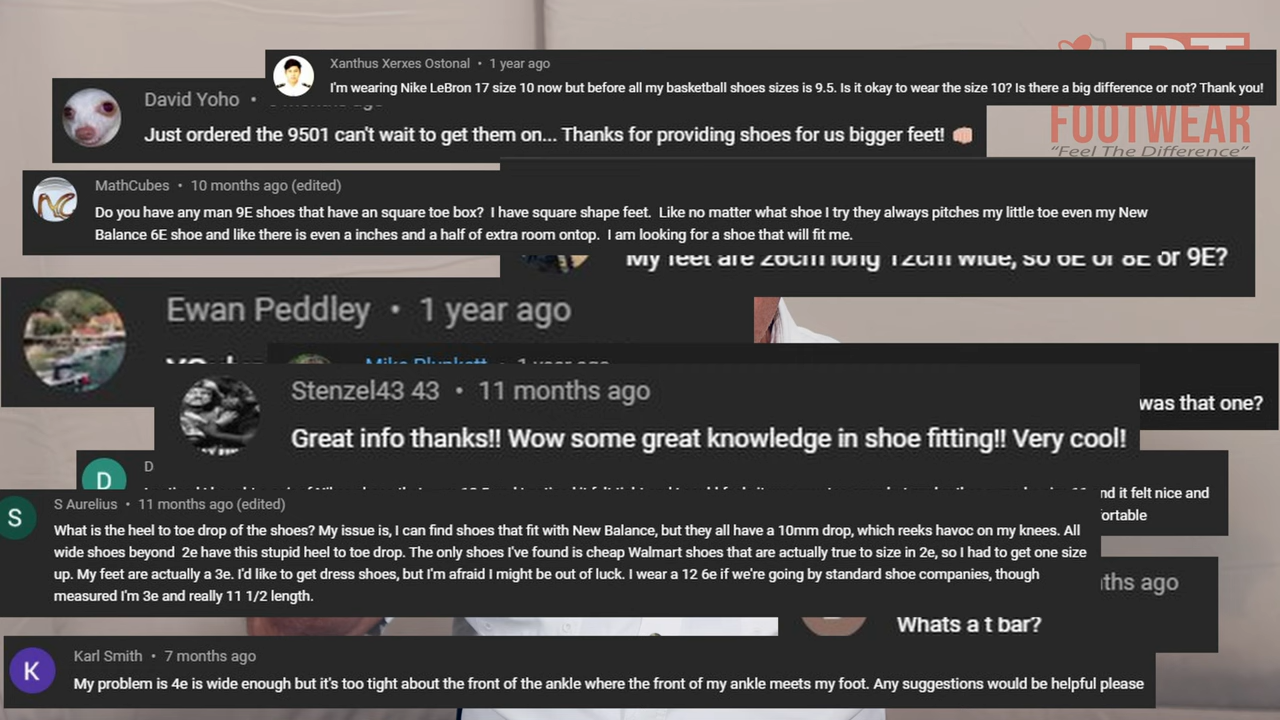 Xanthus Xerxes Ostonal • 1 year ago
I'm wearing Nike LeBron 17 size 10 now but before all my basketball shoes sizes is 9.5. Is it okay to wear the size 10? Is there a big difference or not? Thank you!
David Yoho •
Just ordered the 9501 can't wait to get them on... Thanks for providing shoes for us bigger feet! 👊🏻
FOOTWEAR
"Feel The Difference"
MathCubes • 10 months ago (edited)
Do you have any man 9E shoes that have an square toe box? I have square shape feet. Like no matter what shoe I try they always pitches my little toe even my New
Balance 6E shoe and like there is even a inches and a half of extra room ontop. I am looking for a shoe that will fit me.
My feet are 26cm long 12cm wide, so 6E or 8E or 9E?
Ewan Peddley • 1 year ago
Mike Plunkett • 1 year ago
was that one?
Stenzel43 43 • 11 months ago
Great info thanks!! Wow some great knowledge in shoe fitting!! Very cool!
D
D
nd it felt nice and
S
S Aurelius • 11 months ago (edited)
What is the heel to toe drop of the shoes? My issue is, I can find shoes that fit with New Balance, but they all have a 10mm drop, which reeks havoc on my knees. All
wide shoes beyond 2e have this stupid heel to toe drop. The only shoes I've found is cheap Walmart shoes that are actually true to size in 2e, so I had to get one size
up. My feet are actually a 3e. I'd like to get dress shoes, but I'm afraid I might be out of luck. I wear a 12 6e if we're going by standard shoe companies, though
measured I'm 3e and really 11 1/2 length.
ago
Whats a t bar?
K
Karl Smith • 7 months ago
My problem is 4e is wide enough but it's too tight about the front of the ankle where the front of my ankle meets my foot. Any suggestions would be helpful please